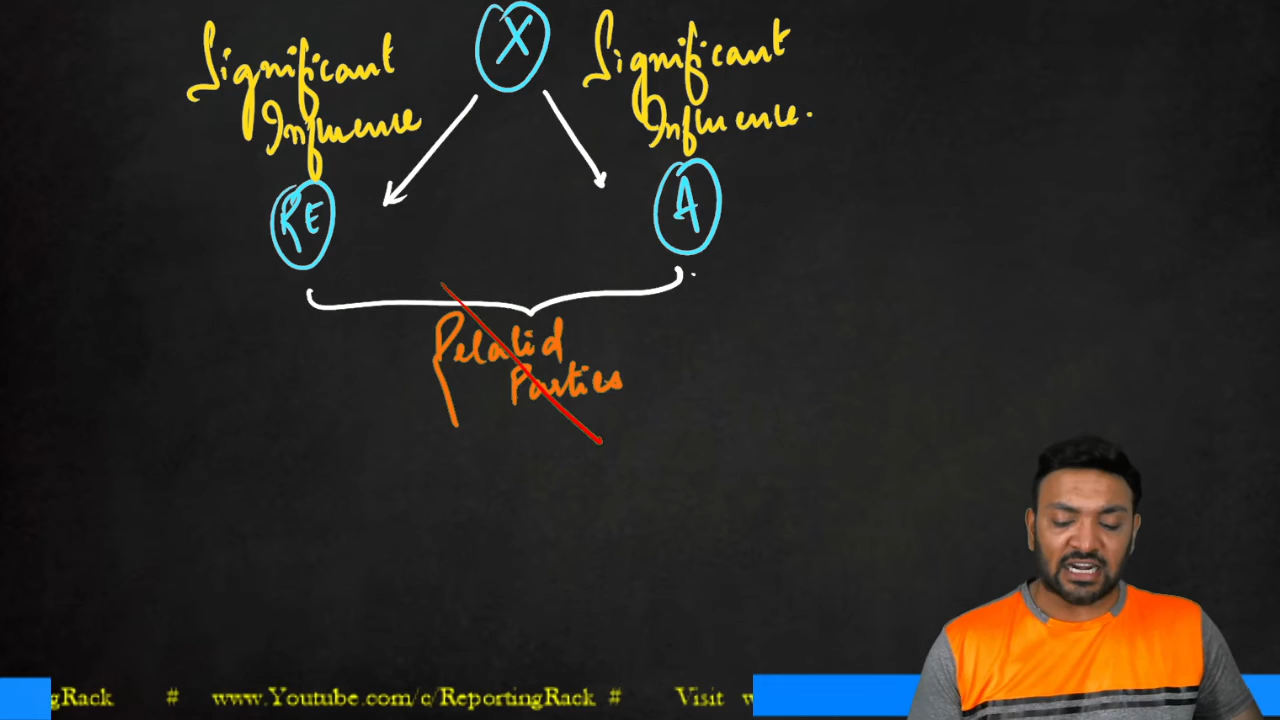 X
Significant
Influence
Significant
Influence.
RE
A
Related
Parties
gRack # www.Youtube.com/c/ReportingRack # Visit w